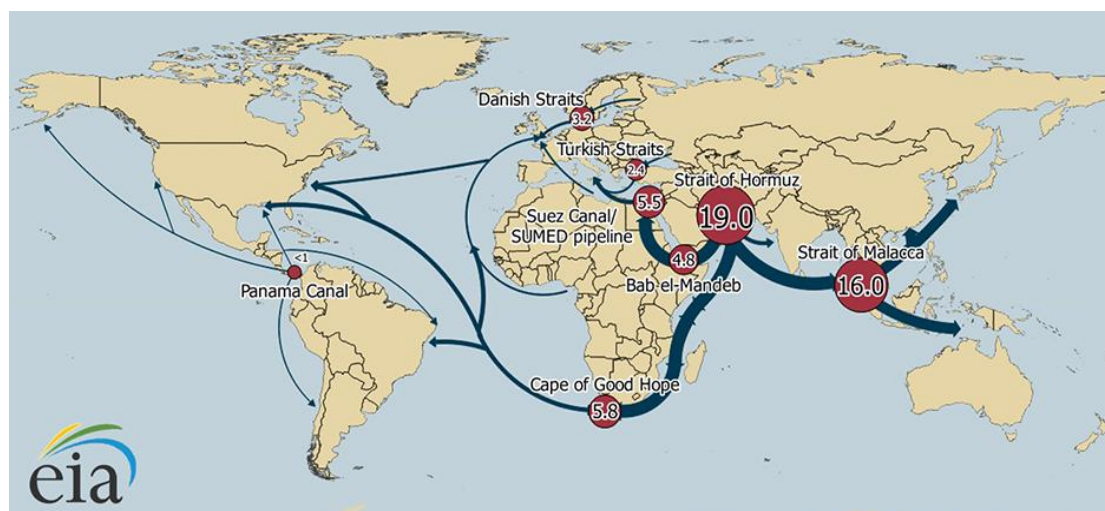 Danish Straits
3.2
Turkish Straits
2.4
Strait of Hormuz
5.5
19.0
Suez Canal/
SUMED pipeline
Strait of Malacca
4.8
<1
16.0
Panama Canal
Bab el-Mandeb
Cape of Good Hope
5.8
eia